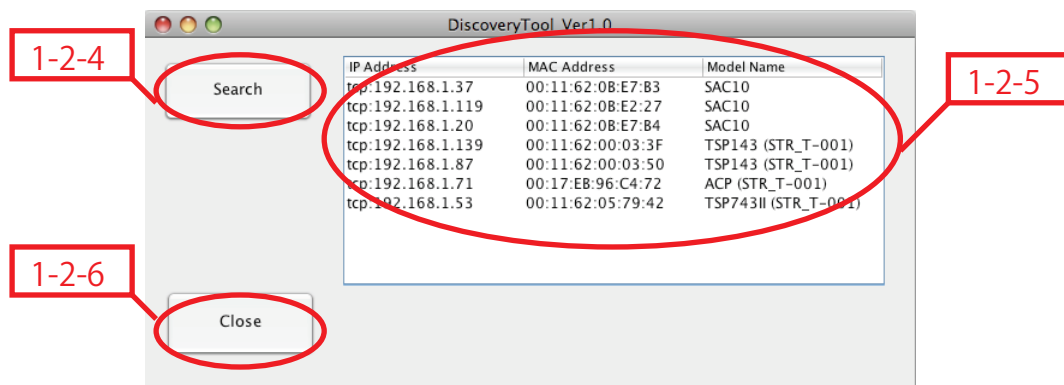 DiscoveryTool Ver1.0
1-2-4
Search
IP Address MAC Address Model Name
tcp:192.168.1.37 00:11:62:0B:E7:B3 SAC10
tcp:192.168.1.119 00:11:62:0B:E2:27 SAC10
tcp:192.168.1.20 00:11:62:0B:E7:B4 SAC10
tcp:192.168.1.139 00:11:62:00:03:3F TSP143 (STR_T-001)
tcp:192.168.1.87 00:11:62:00:03:50 TSP143 (STR_T-001)
tcp:192.168.1.71 00:17:EB:96:C4:72 ACP (STR_T-001)
tcp:192.168.1.53 00:11:62:05:79:42 TSP743II (STR_T-001)
1-2-5
1-2-6
Close